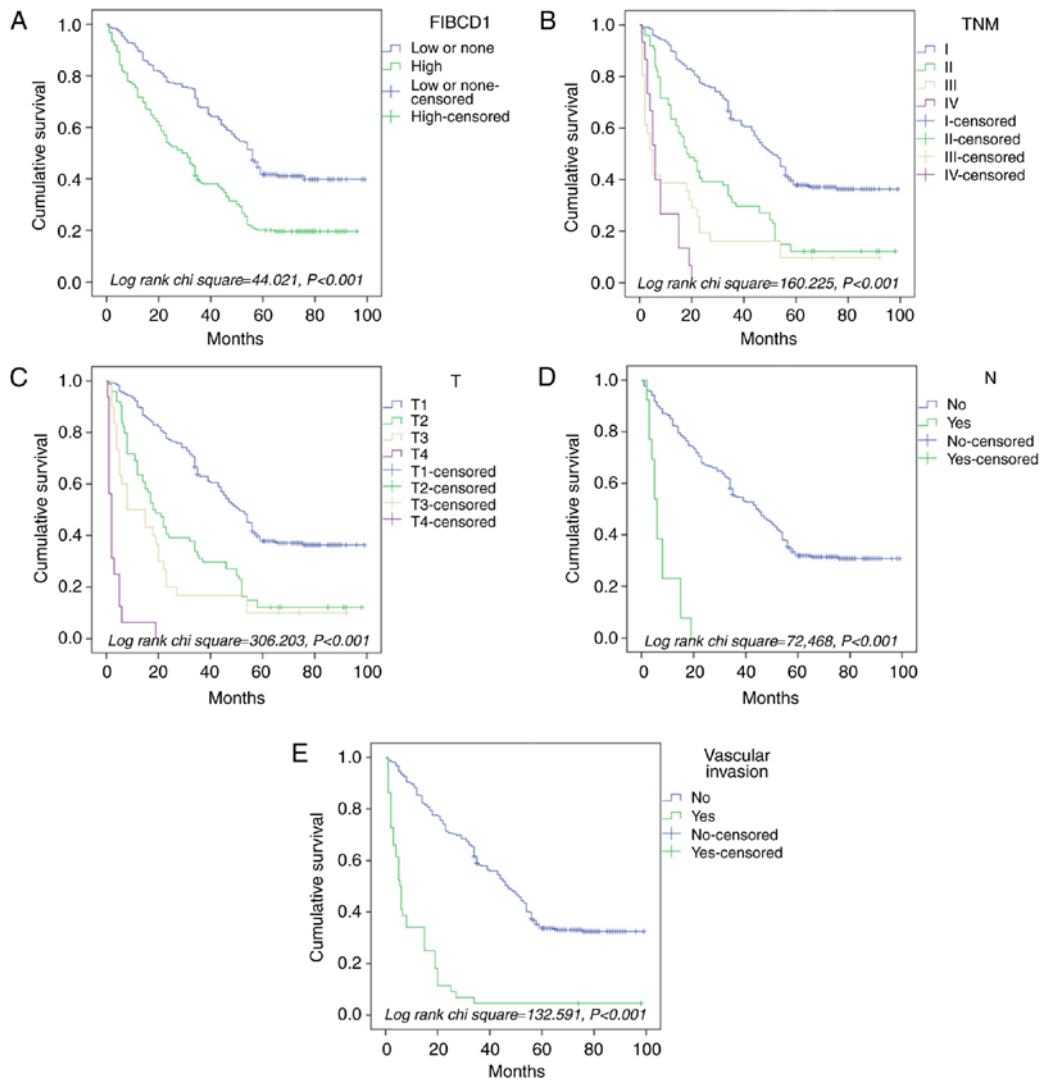 A
FIBCD1
Low or none
High
Low or none-
censored
High-censored
Cumulative survival
1.0
0.8
0.6
0.4
0.2
0.0
Log rank chi square=44.021, P<0.001
0 20 40 60 80 100
Months
B
TNM
I
II
III
IV
I-censored
II-censored
III-censored
IV-censored
Cumulative survival
1.0
0.8
0.6
0.4
0.2
0.0
Log rank chi square=160.225, P<0.001
0 20 40 60 80 100
Months
C
T
T1
T2
T3
T4
T1-censored
T2-censored
T3-censored
T4-censored
Cumulative survival
1.0
0.8
0.6
0.4
0.2
0.0
Log rank chi square=306.203, P<0.001
0 20 40 60 80 100
Months
D
N
No
Yes
No-censored
Yes-censored
Cumulative survival
1.0
0.8
0.6
0.4
0.2
0.0
Log rank chi square=72,468, P<0.001
0 20 40 60 80 100
Months
E
Vascular
invasion
No
Yes
No-censored
Yes-censored
Cumulative survival
1.0
0.8
0.6
0.4
0.2
0.0
Log rank chi square=132.591, P<0.001
0 20 40 60 80 100
Months